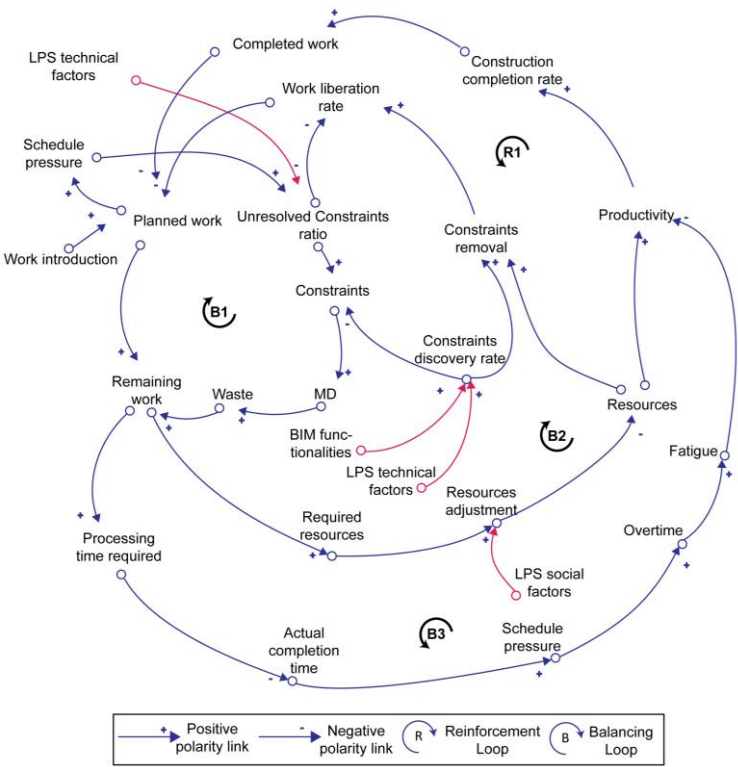 Completed work
LPS technical
factors
Construction
completion rate
Work liberation
rate
Schedule
pressure
R1
Planned work
Unresolved Constraints
ratio
Constraints
removal
Productivity
Work introduction
Constraints
B1
Constraints
discovery rate
Remaining
work
Waste
MD
Resources
BIM func-
tionalities
B2
LPS technical
factors
Fatigue
Resources
adjustment
Required
resources
Processing
time required
Overtime
LPS social
factors
Actual
completion
time
B3
Schedule
pressure
+ Positive
polarity link
- Negative
polarity link
R Reinforcement
Loop
B Balancing
Loop